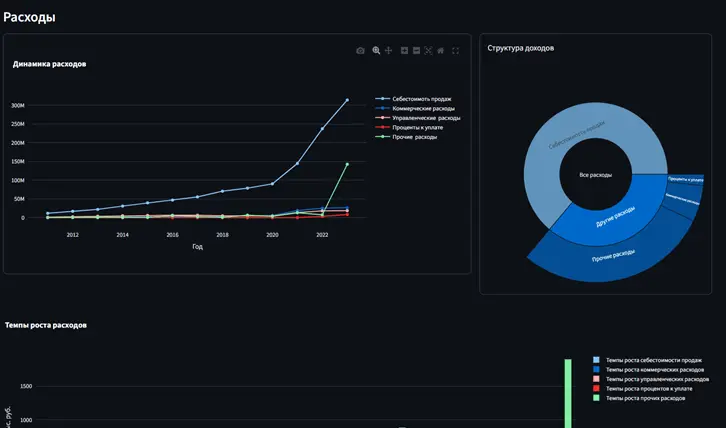 Расходы
Динамика расходов
300M
250M
200M
150M
100M
50M
0
2012
2014
2016
2018
2020
2022
Год
Себестоимоть продаж
Коммерческие расходы
Управленческие расходы
Проценты к уплате
Прочие расходы
Структура доходов
Себестоимость продаж
Все расходы
Другие расходы
Проценты к уплате
Коммерческие расходы
Прочие расходы
Темпы роста расходов
1500
1000
ыс. руб.
Темпы роста себестоимости продаж
Темпы роста коммерческих расходов
Темпы роста управленческих расходов
Темпы роста процентов к уплате
Темпы роста прочих расходов